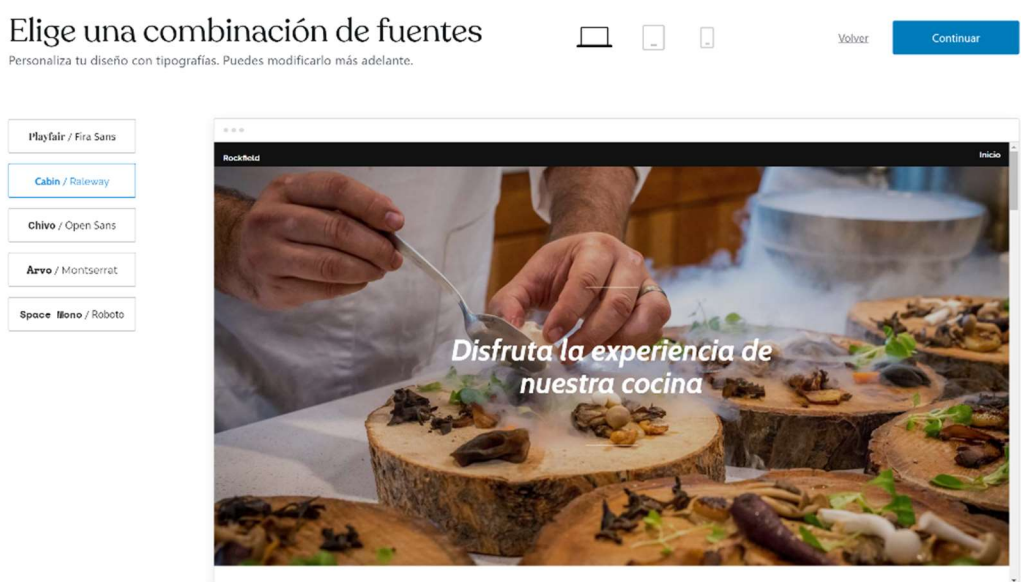 Elige una combinación de fuentes
Personaliza tu diseño con tipografías. Puedes modificarlo más adelante.
Volver
Continuar
Playfair / Fira Sans
Cabin / Raleway
Chivo / Open Sans
Arvo / Montserrat
Space Mono / Roboto
Rockfield
Inicio
Disfruta la experiencia de
nuestra cocina